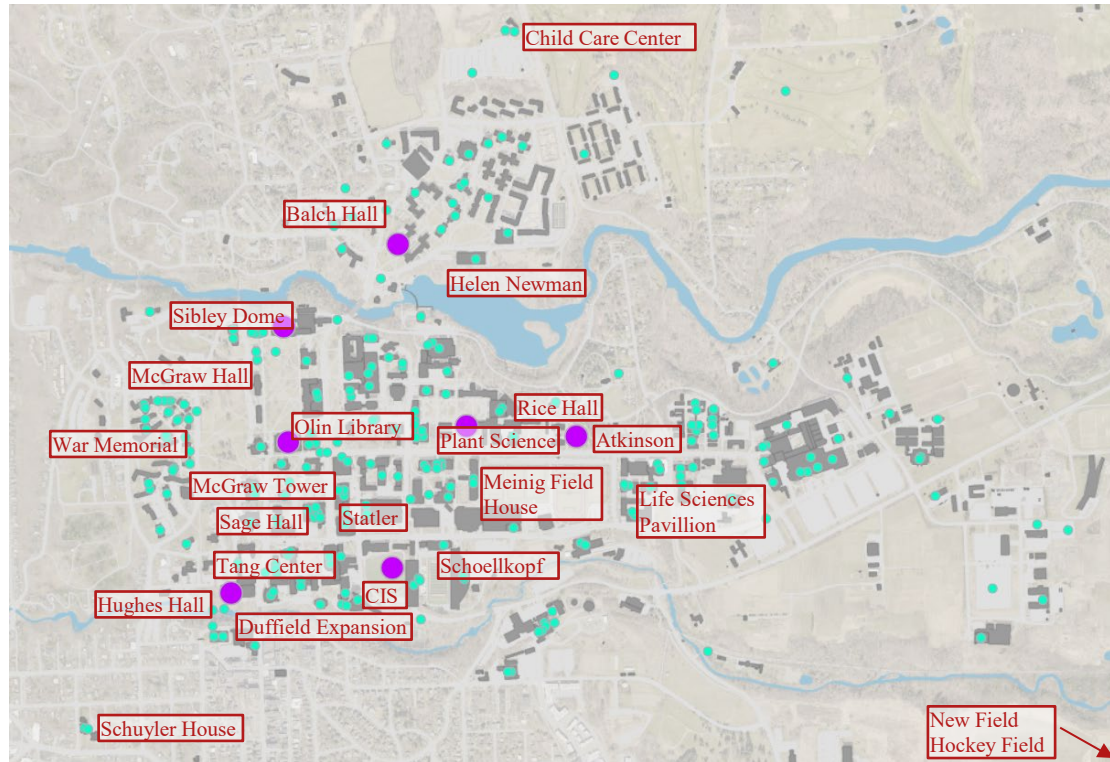 Child Care Center
Balch Hall
Helen Newman
Sibley Dome
McGraw Hall
Rice Hall
Olin Library
War Memorial
Plant Science
Atkinson
McGraw Tower
Meinig Field
House
Life Sciences
Pavillion
Sage Hall
Statler
Tang Center
Schoellkopf
CIS
Hughes Hall
Duffield Expansion
Schuyler House
New Field
Hockey Field